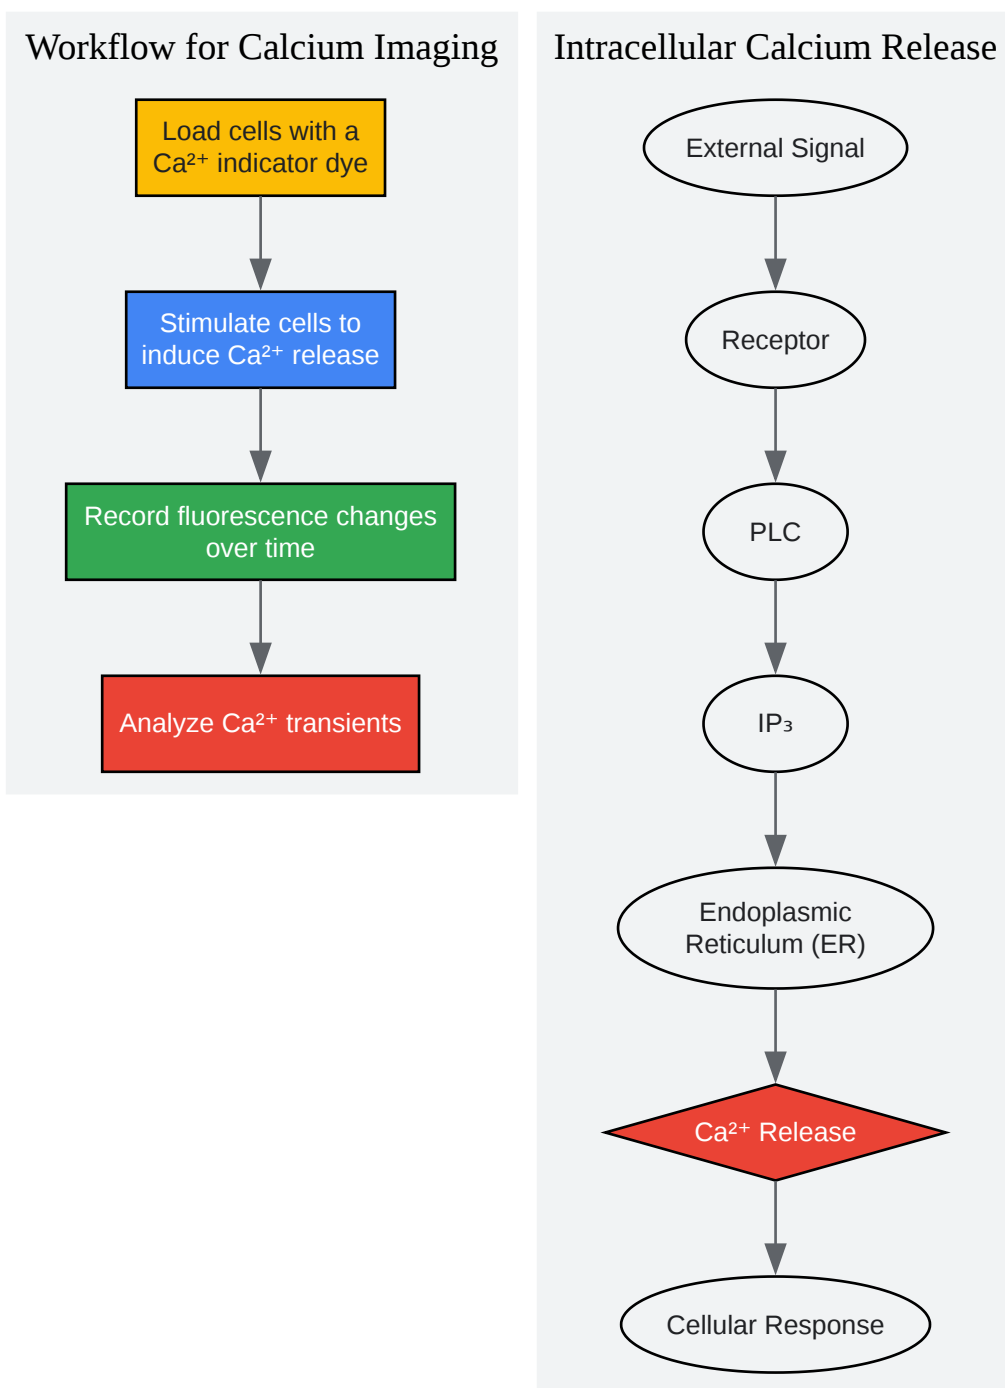 Workflow for Calcium Imaging
Load cells with a
Ca²⁺ indicator dye
Stimulate cells to
induce Ca²⁺ release
Record fluorescence changes
over time
Analyze Ca²⁺ transients
Intracellular Calcium Release
External Signal
Receptor
PLC
IP₃
Endoplasmic
Reticulum (ER)
Ca²⁺ Release
Cellular Response